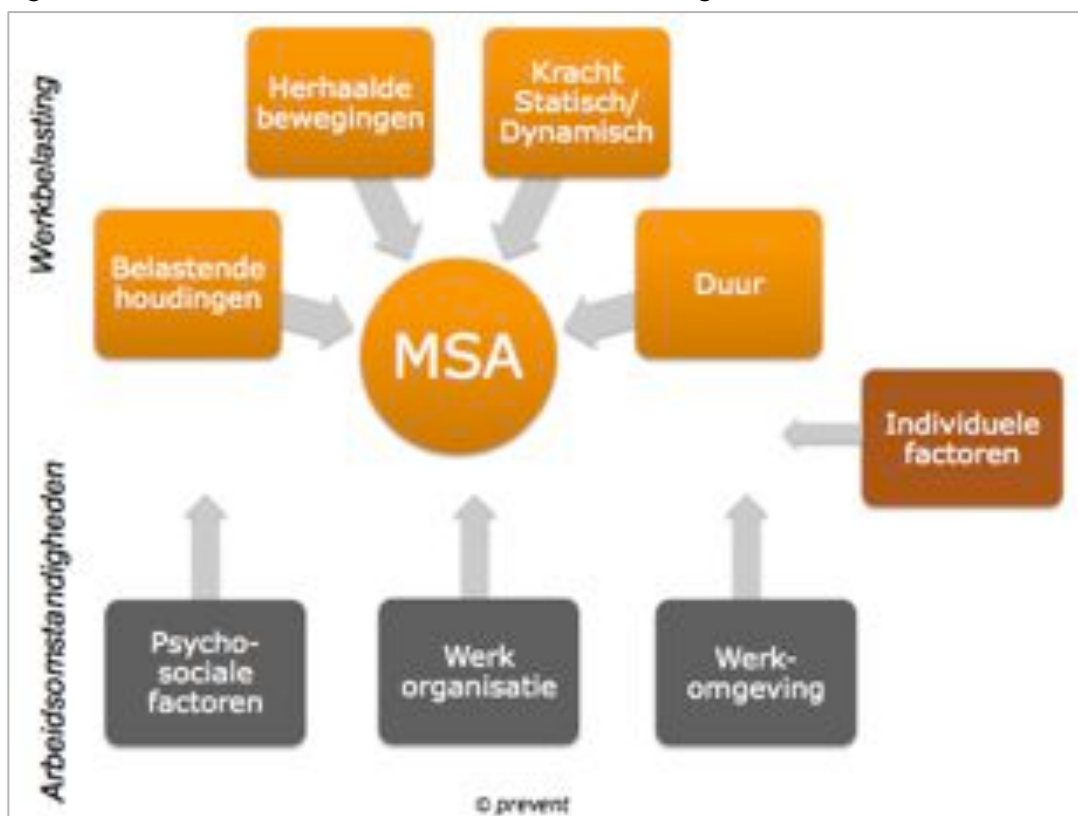 Werkbelasting
Herhaalde
bewegingen
Kracht
Statisch/
Dynamisch
Belastende
houdingen
Duur
MSA
Individuele
factoren
Arbeidsomstandigheden
Psycho-
sociale
factoren
Werk
organisatie
Werk-
omgeving
© prevent